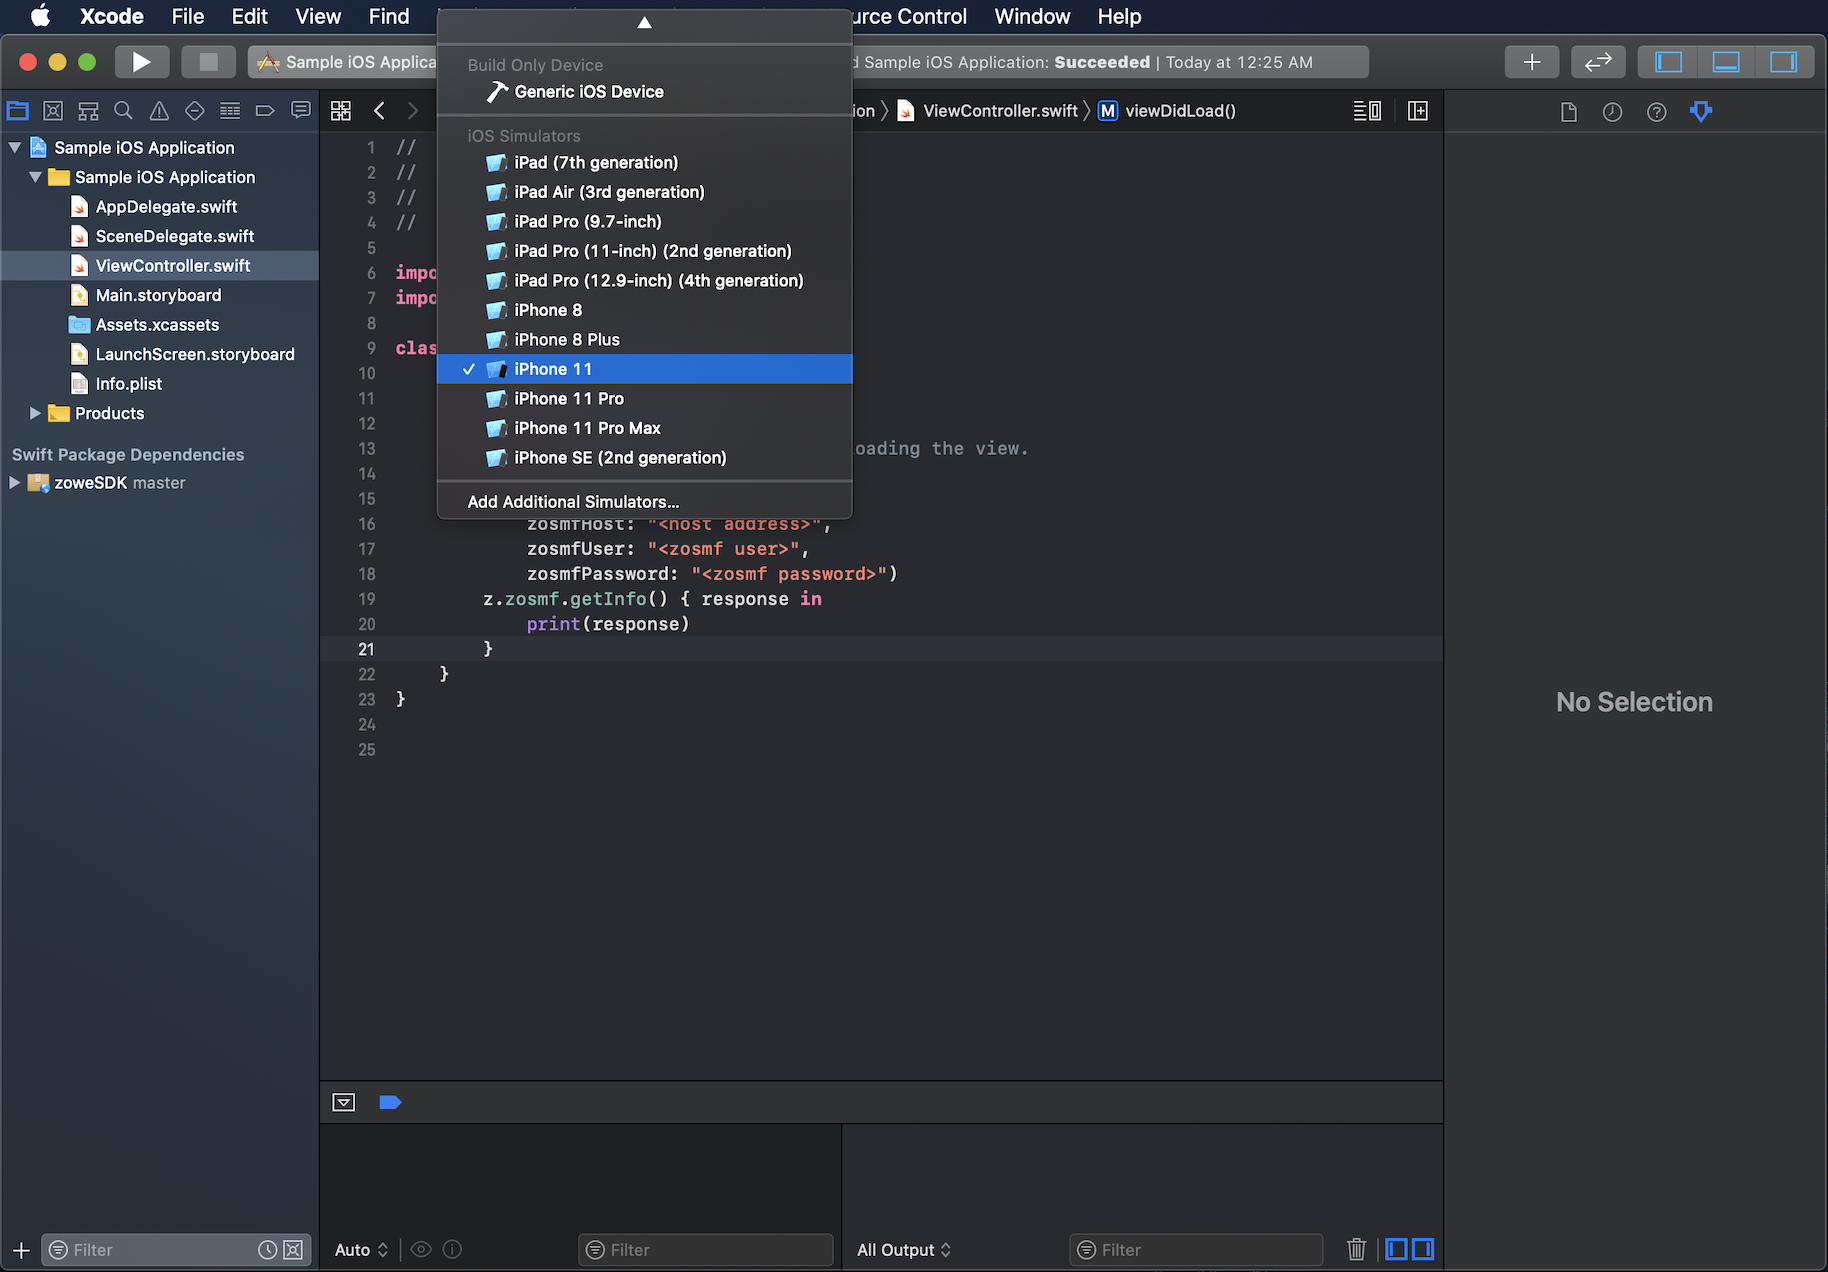 Xcode File Edit View Find urce Control Window Help
Sample iOS Applica
d Sample iOS Application: Succeeded | Today at 12:25 AM
ion ViewController.swift M viewDidLoad()
Sample iOS Application
Sample iOS Application
AppDelegate.swift
SceneDelegate.swift
ViewController.swift
Main.storyboard
Assets.xcassets
LaunchScreen.storyboard
Info.plist
Products
Swift Package Dependencies
zoweSDK master
Filter
Build Only Device
Generic iOS Device
iOS Simulators
iPad (7th generation)
iPad Air (3rd generation)
iPad Pro (9.7-inch)
iPad Pro (11-inch) (2nd generation)
iPad Pro (12.9-inch) (4th generation)
iPhone 8
iPhone 8 Plus
✓ iPhone 11
iPhone 11 Pro
iPhone 11 Pro Max
iPhone SE (2nd generation)
Add Additional Simulators...
1 //
2 //
3 //
4 //
5
6 impo
7 impo
8
9 clas
10
11
12
13 oading the view.
14
15
16 zosmfHost: "<host address>",
17 zosmfUser: "<zosmf user>",
18 zosmfPassword: "<zosmf password>")
19 z.zosmf.getInfo() { response in
20 print(response)
21 }
22 }
23 }
24
25
No Selection
Auto
Filter
All Output
Filter